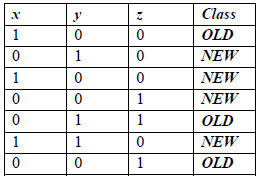 x y z Class
1 0 0 OLD
0 1 0 NEW
1 0 0 NEW
0 0 1 NEW
0 1 1 OLD
1 1 0 NEW
0 0 1 OLD